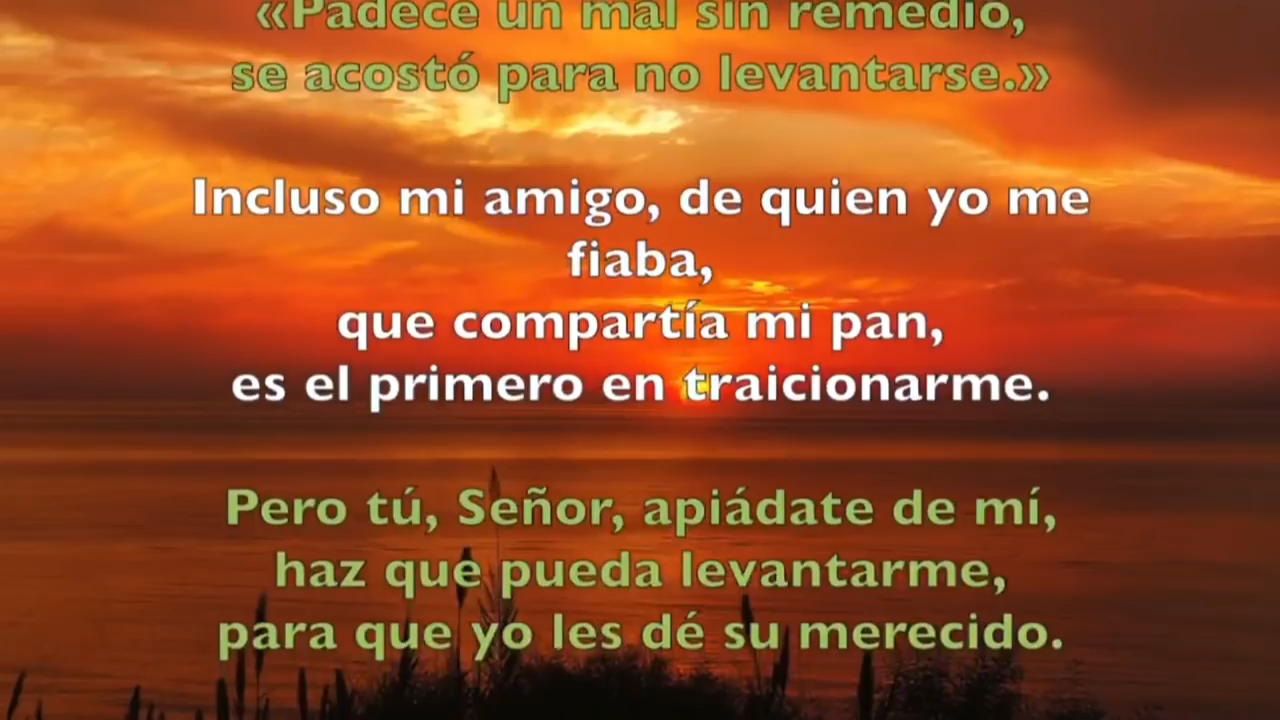 «Padece un mal sin remedio,
se acostó para no levantarse.»
Incluso mi amigo, de quien yo me
fiaba,
que compartía mi pan,
es el primero en traicionarme.
Pero tú, Señor, apiádate de mí,
haz que pueda levantarme,
para que yo les dé su merecido.